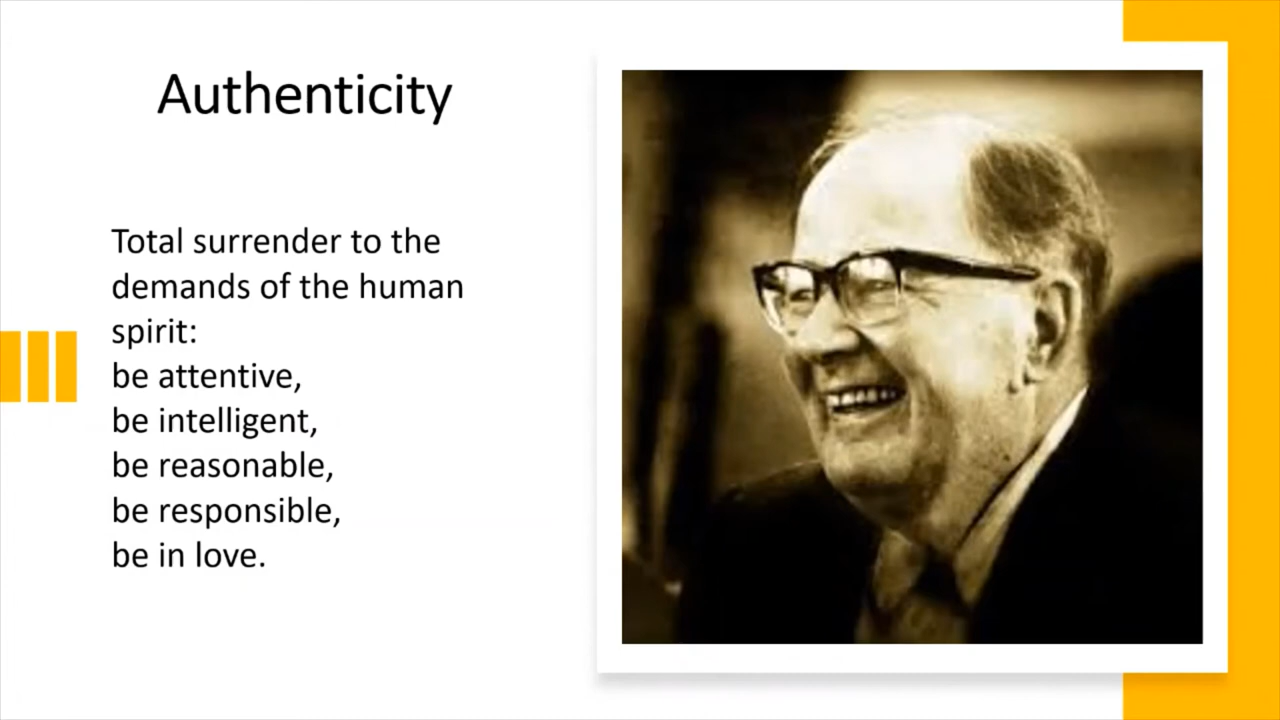 Authenticity
Total surrender to the
demands of the human
spirit:
be attentive,
be intelligent,
be reasonable,
be responsible,
be in love.